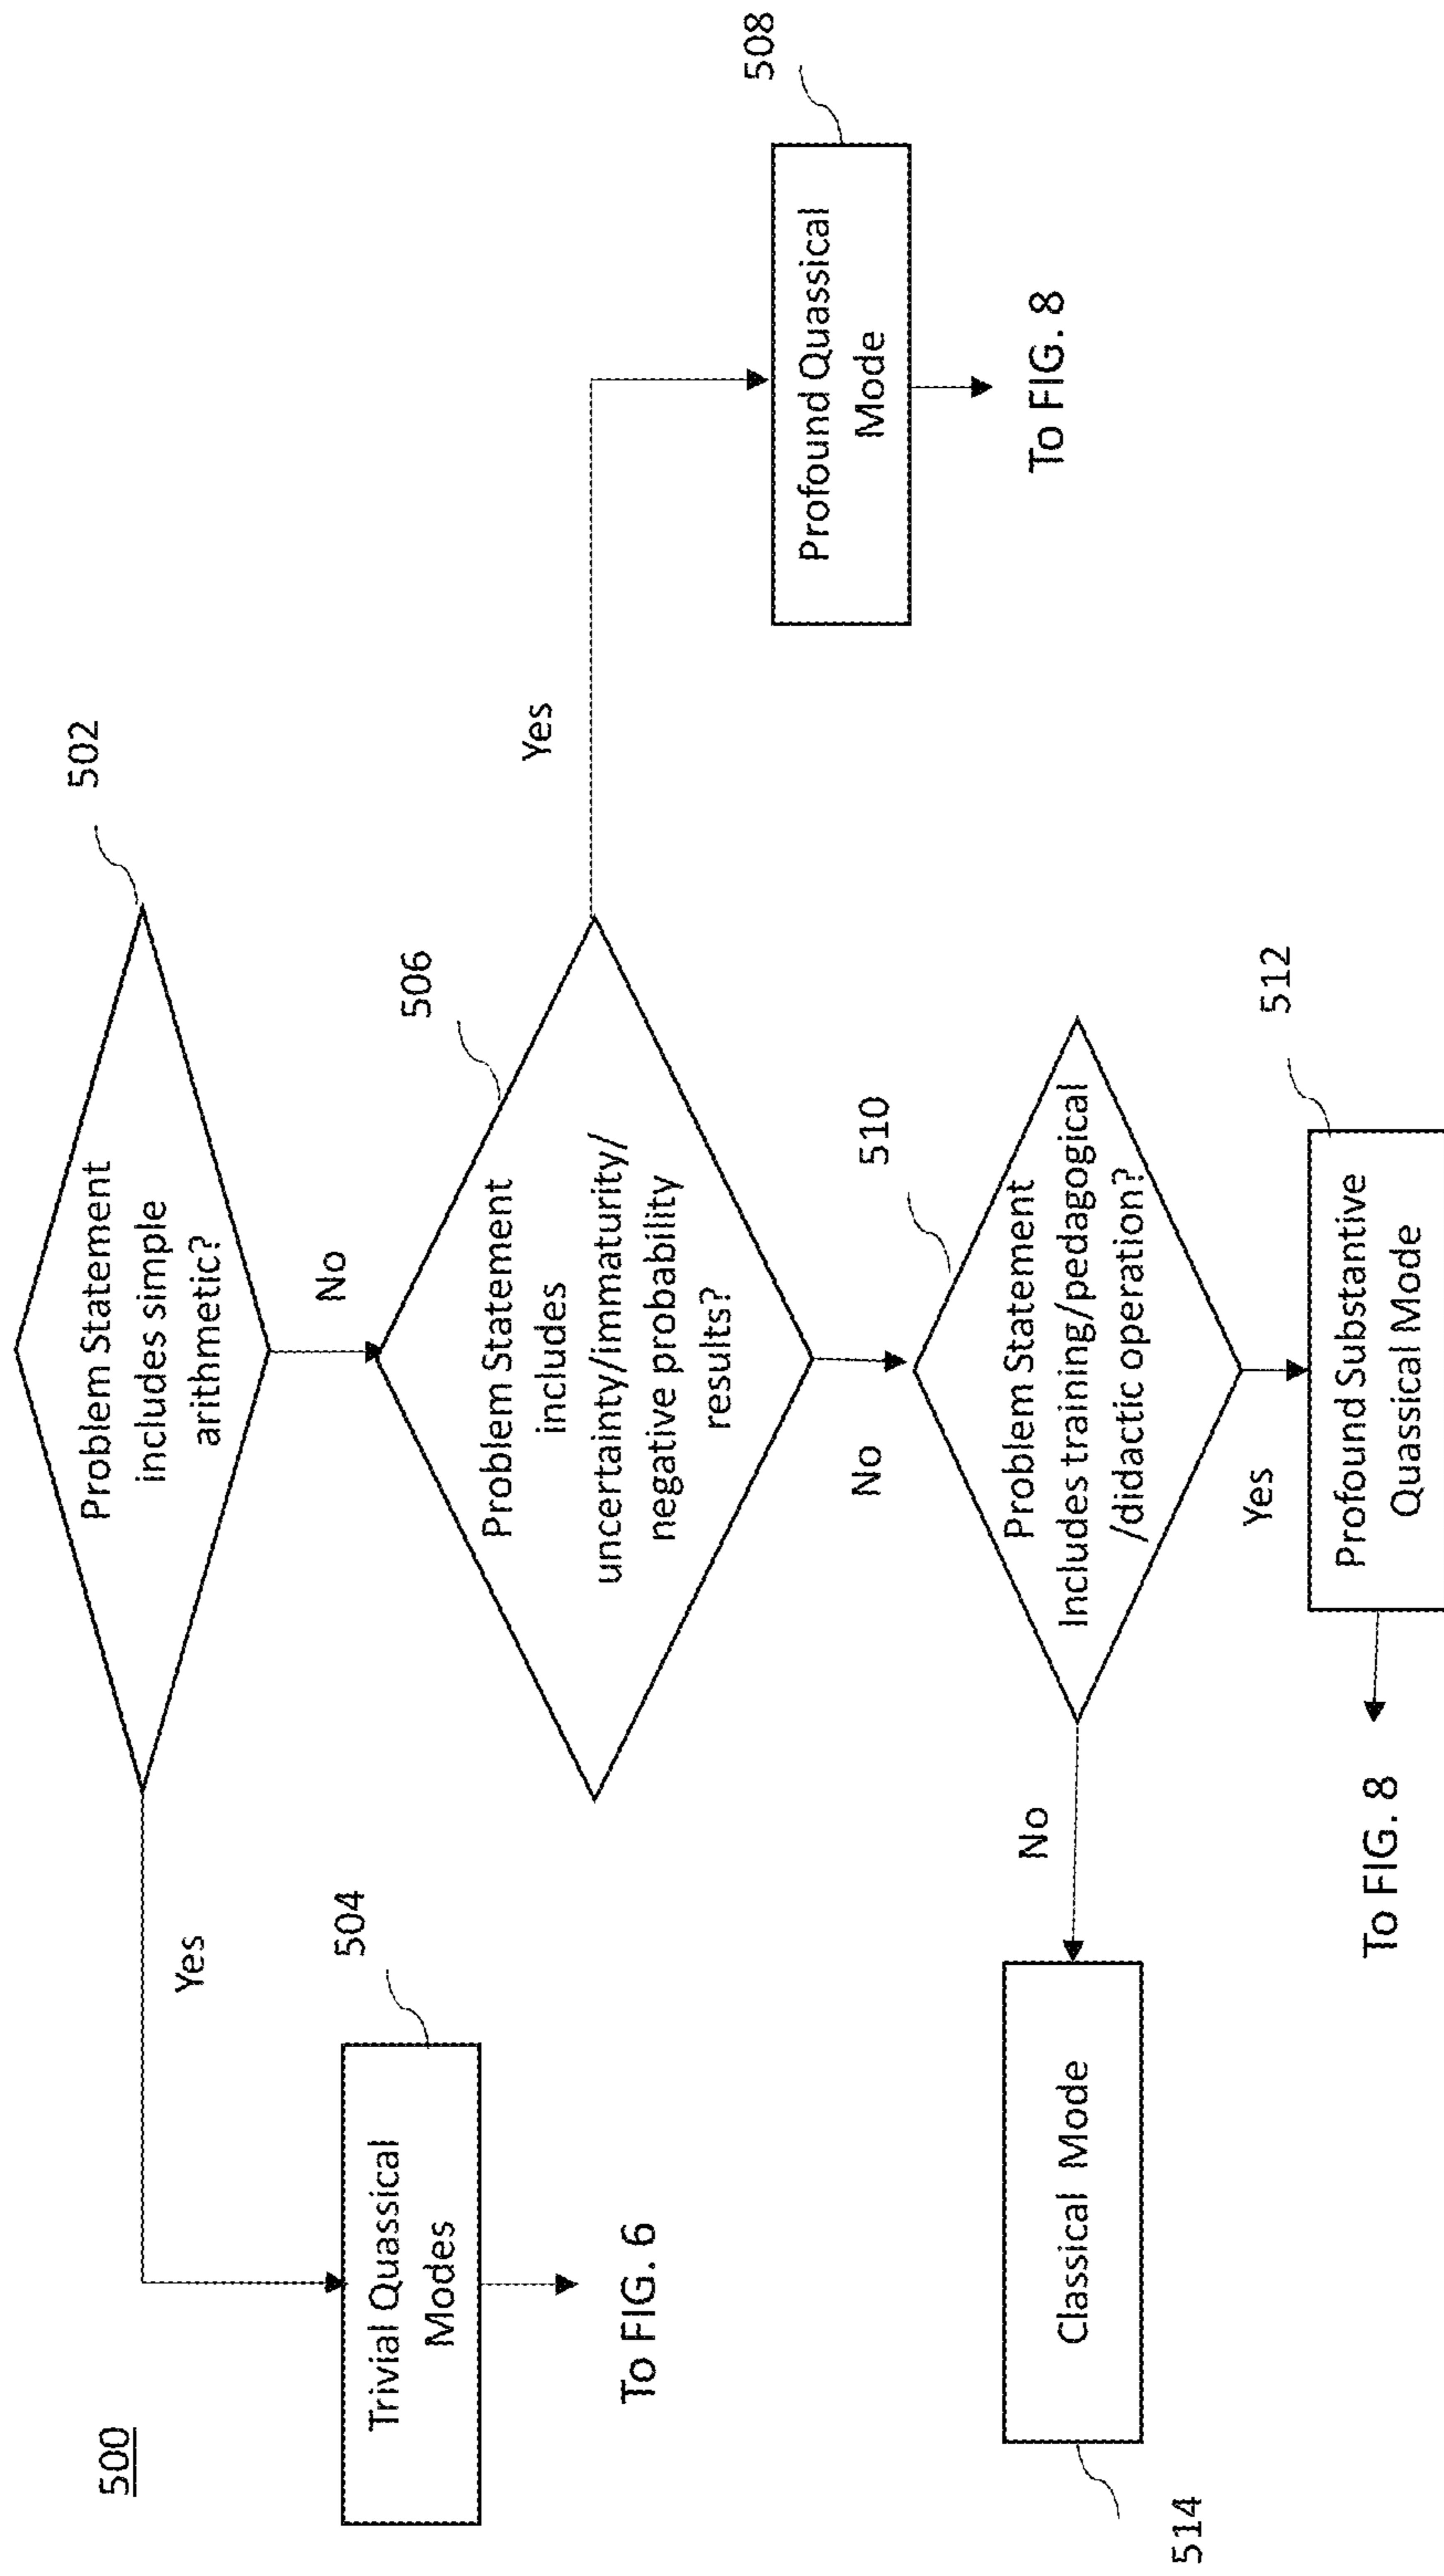 500
502
Problem Statement
includes simple
arithmetic?
Yes
No
504
Trivial Quassical
Modes
To FIG. 6
506
Problem Statement
includes
uncertainty/immaturity/
negative probability
results?
Yes
508
Profound Quassical
Mode
To FIG. 8
No
510
Problem Statement
Includes training/pedagogical
/didactic operation?
No
Classical Mode
514
Yes
512
Profound Substantive
Quassical Mode
To FIG. 8